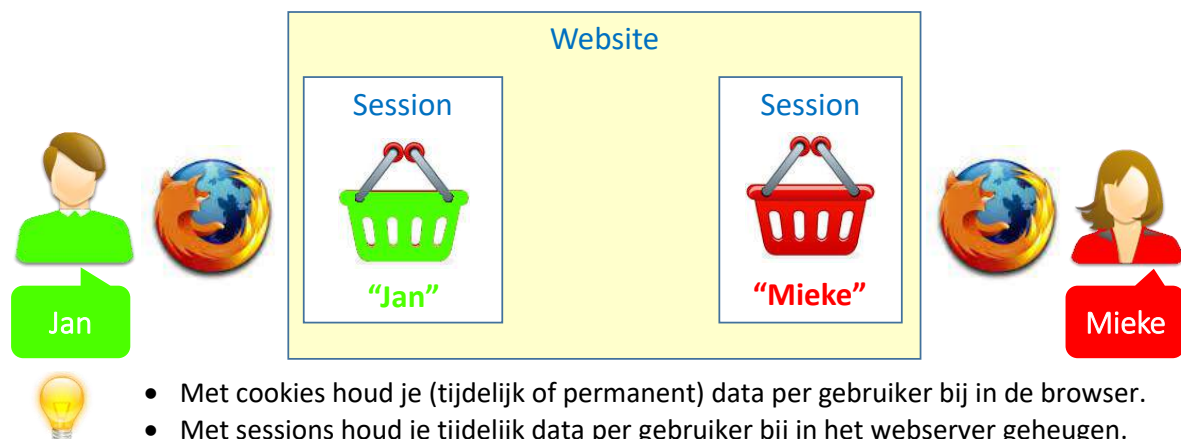 Website
Session
Session
“Jan”
“Mieke”
Jan
Mieke
• Met cookies houd je (tijdelijk of permanent) data per gebruiker bij in de browser.
• Met sessions houd je tijdelijk data per gebruiker bij in het webserver geheugen.